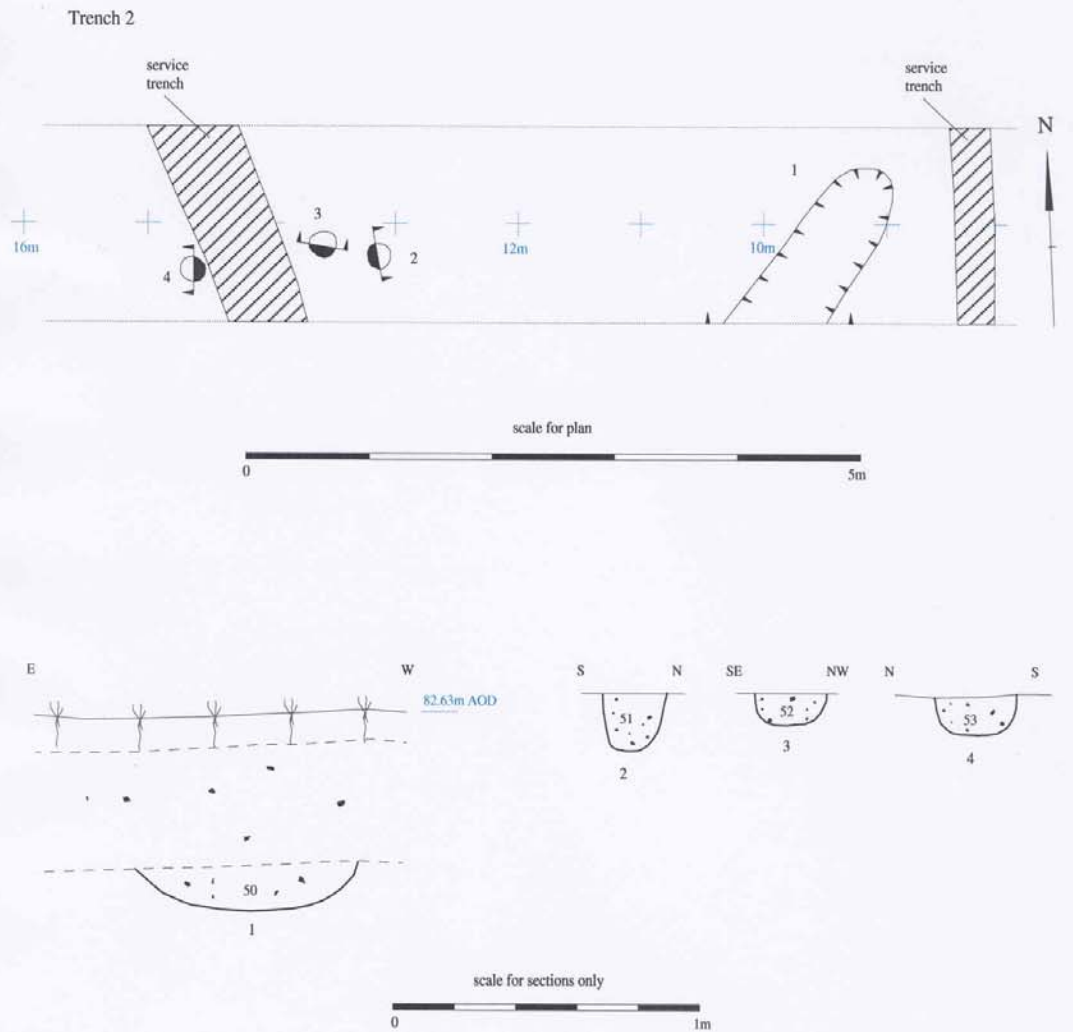 Trench 2
service
trench
service
trench
N
1
3
2
4
16m
12m
10m
scale for plan
0
5m
E
W
82.63m AOD
S
N
SE
NW
N
S
51
52
53
2
3
4
50
1
scale for sections only
0
1m